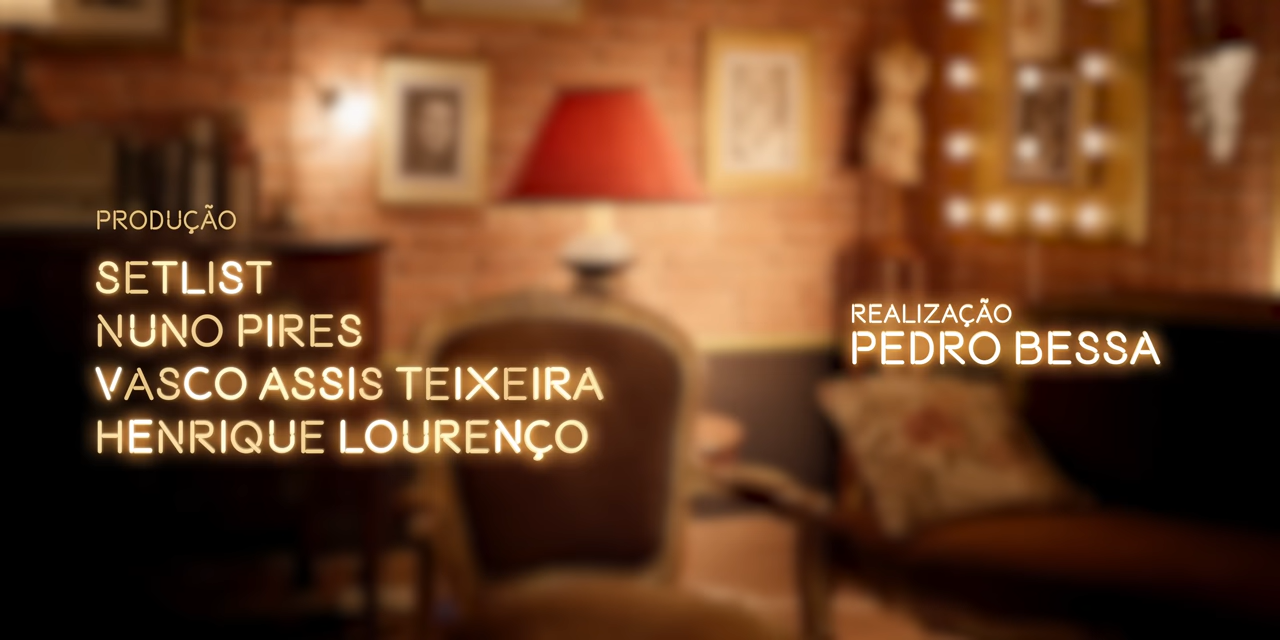 PRODUÇÃO
SETLIST
NUNO PIRES
VASCO ASSIS TEIXEIRA
HENRIQUE LOURENÇO
REALIZAÇÃO
PEDRO BESSA